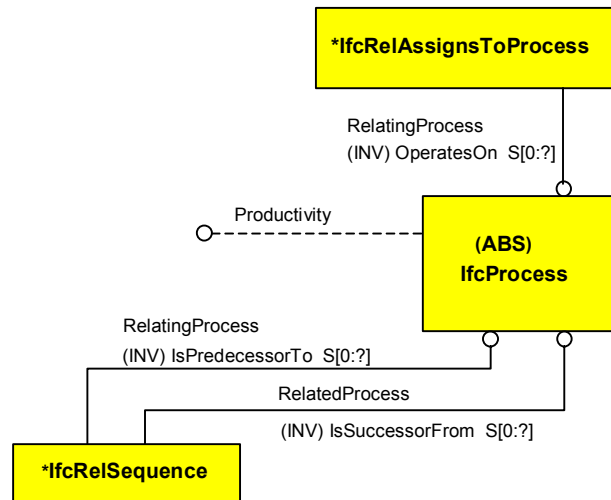 *IfcRelAssignsToProcess
RelatingProcess
(INV) OperatesOn S[0:?]
Productivity
(ABS)
IfcProcess
RelatingProcess
(INV) IsPredecessorTo S[0:?]
RelatedProcess
(INV) IsSuccessorFrom S[0:?]
*IfcRelSequence